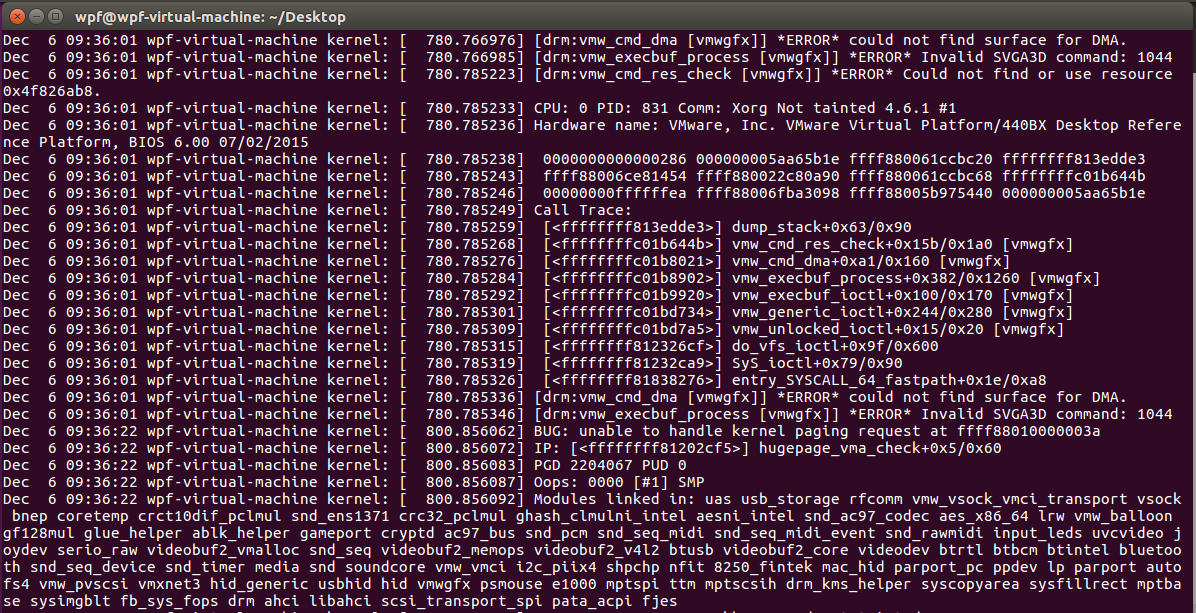 wpf@wpf-virtual-machine: ~/Desktop
Dec  6 09:36:01 wpf-virtual-machine kernel: [  780.766976] [drm:vmw_cmd_dma [vmwgfx]] *ERROR* could not find surface for DMA.
Dec  6 09:36:01 wpf-virtual-machine kernel: [  780.766985] [drm:vmw_execbuf_process [vmwgfx]] *ERROR* Invalid SVGA3D command: 1044
Dec  6 09:36:01 wpf-virtual-machine kernel: [  780.785223] [drm:vmw_cmd_res_check [vmwgfx]] *ERROR* Could not find or use resource
0x4f826ab8.
Dec  6 09:36:01 wpf-virtual-machine kernel: [  780.785233] CPU: 0 PID: 831 Comm: Xorg Not tainted 4.6.1 #1
Dec  6 09:36:01 wpf-virtual-machine kernel: [  780.785236] Hardware name: VMware, Inc. VMware Virtual Platform/440BX Desktop Refere
nce Platform, BIOS 6.00 07/02/2015
Dec  6 09:36:01 wpf-virtual-machine kernel: [  780.785238]  0000000000000286 000000005aa65b1e ffff880061ccbc20 ffffffff813edde3
Dec  6 09:36:01 wpf-virtual-machine kernel: [  780.785243]  ffff88006ce81454 ffff880022c80a90 ffff880061ccbc68 ffffffffc01b644b
Dec  6 09:36:01 wpf-virtual-machine kernel: [  780.785246]  00000000ffffffea ffff88006fba3098 ffff88005b975440 000000005aa65b1e
Dec  6 09:36:01 wpf-virtual-machine kernel: [  780.785249] Call Trace:
Dec  6 09:36:01 wpf-virtual-machine kernel: [  780.785259]  [<ffffffff813edde3>] dump_stack+0x63/0x90
Dec  6 09:36:01 wpf-virtual-machine kernel: [  780.785268]  [<ffffffffc01b644b>] vmw_cmd_res_check+0x15b/0x1a0 [vmwgfx]
Dec  6 09:36:01 wpf-virtual-machine kernel: [  780.785276]  [<ffffffffc01b8021>] vmw_cmd_dma+0xa1/0x160 [vmwgfx]
Dec  6 09:36:01 wpf-virtual-machine kernel: [  780.785284]  [<ffffffffc01b8902>] vmw_execbuf_process+0x382/0x1260 [vmwgfx]
Dec  6 09:36:01 wpf-virtual-machine kernel: [  780.785292]  [<ffffffffc01b9920>] vmw_execbuf_ioctl+0x100/0x170 [vmwgfx]
Dec  6 09:36:01 wpf-virtual-machine kernel: [  780.785301]  [<ffffffffc01bd734>] vmw_generic_ioctl+0x244/0x280 [vmwgfx]
Dec  6 09:36:01 wpf-virtual-machine kernel: [  780.785309]  [<ffffffffc01bd7a5>] vmw_unlocked_ioctl+0x15/0x20 [vmwgfx]
Dec  6 09:36:01 wpf-virtual-machine kernel: [  780.785315]  [<ffffffff812326cf>] do_vfs_ioctl+0x9f/0x600
Dec  6 09:36:01 wpf-virtual-machine kernel: [  780.785319]  [<ffffffff81232ca9>] SyS_ioctl+0x79/0x90
Dec  6 09:36:01 wpf-virtual-machine kernel: [  780.785326]  [<ffffffff81838276>] entry_SYSCALL_64_fastpath+0x1e/0xa8
Dec  6 09:36:01 wpf-virtual-machine kernel: [  780.785336] [drm:vmw_cmd_dma [vmwgfx]] *ERROR* could not find surface for DMA.
Dec  6 09:36:01 wpf-virtual-machine kernel: [  780.785346] [drm:vmw_execbuf_process [vmwgfx]] *ERROR* Invalid SVGA3D command: 1044
Dec  6 09:36:22 wpf-virtual-machine kernel: [  800.856062] BUG: unable to handle kernel paging request at ffff88010000003a
Dec  6 09:36:22 wpf-virtual-machine kernel: [  800.856072] IP: [<ffffffff81202cf5>] hugepage_vma_check+0x5/0x60
Dec  6 09:36:22 wpf-virtual-machine kernel: [  800.856083] PGD 2204067 PUD 0
Dec  6 09:36:22 wpf-virtual-machine kernel: [  800.856087] Oops: 0000 [#1] SMP
Dec  6 09:36:22 wpf-virtual-machine kernel: [  800.856092] Modules linked in: uas usb_storage rfcomm vmw_vsock_vmci_transport vsock
 bnep coretemp crct10dif_pclmul snd_ens1371 crc32_pclmul ghash_clmulni_intel aesni_intel snd_ac97_codec aes_x86_64 lrw vmw_balloon
gf128mul glue_helper ablk_helper gameport cryptd ac97_bus snd_pcm snd_seq_midi snd_seq_midi_event snd_rawmidi input_leds uvcvideo j
oydev serio_raw videobuf2_vmalloc snd_seq videobuf2_memops videobuf2_v4l2 btusb videobuf2_core videodev btrtl btbcm btintel bluetoo
th snd_seq_device snd_timer media snd soundcore vmw_vmci i2c_piix4 shpchp nfit 8250_fintek mac_hid parport_pc ppdev lp parport auto
fs4 vmw_pvscsi vmxnet3 hid_generic usbhid hid vmwgfx psmouse e1000 mptspi ttm mptscsih drm_kms_helper syscopyarea sysfillrect mptba
se sysimgblt fb_sys_fops drm ahci libahci scsi_transport_spi pata_acpi fjes